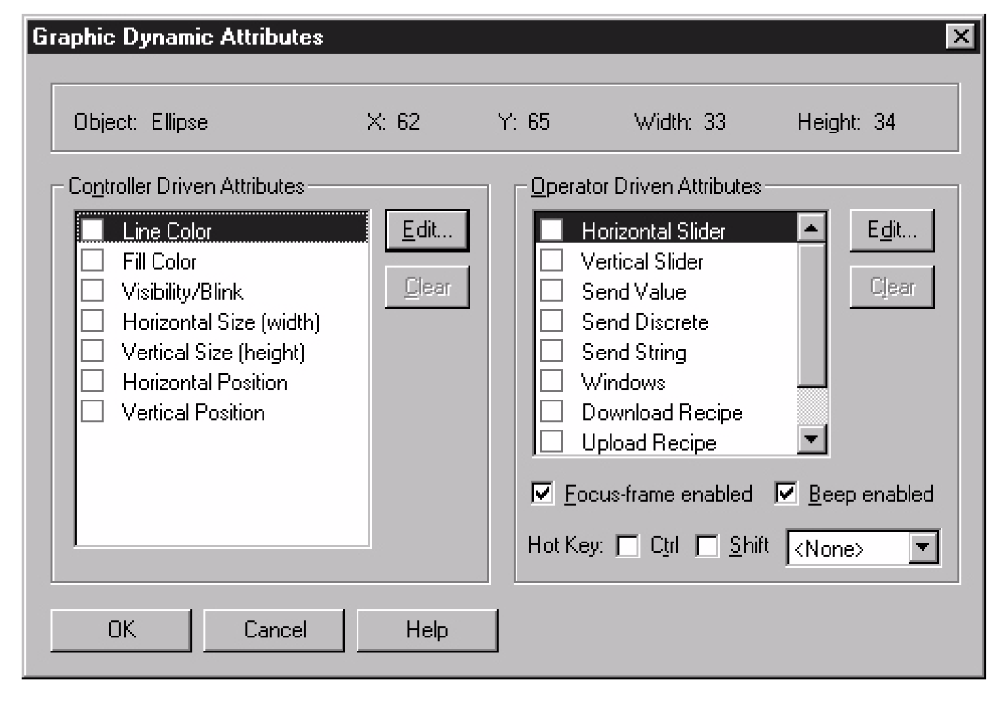 Graphic Dynamic Attributes
Object: Ellipse X: 62 Y: 65 Width: 33 Height: 34
Controller Driven Attributes
Line Color
Fill Color
Visibility/Blink
Horizontal Size (width)
Vertical Size (height)
Horizontal Position
Vertical Position
Edit...
Clear
Operator Driven Attributes
Horizontal Slider
Vertical Slider
Send Value
Send Discrete
Send String
Windows
Download Recipe
Upload Recipe
Edit...
Clear
Focus-frame enabled Beep enabled
Hot Key: Ctrl Shift <None>
OK Cancel Help